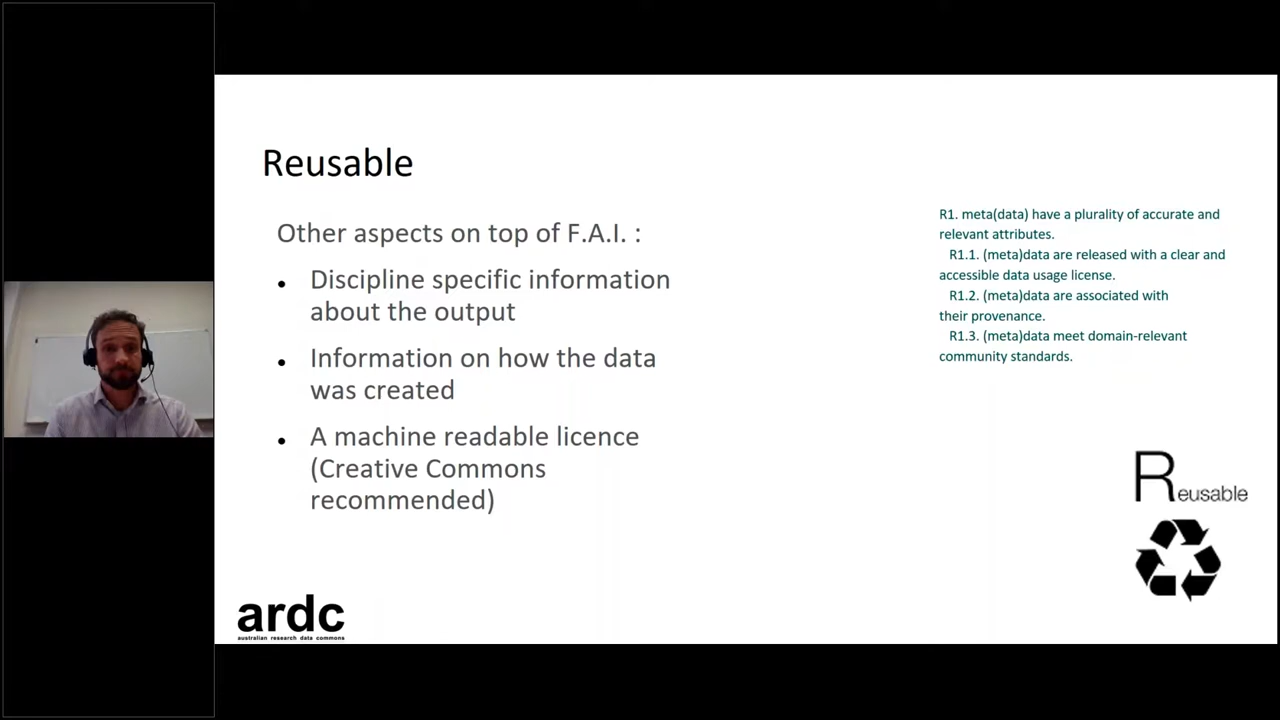 Reusable
Other aspects on top of F.A.I. :
Discipline specific information
about the output
Information on how the data
was created
A machine readable licence
(Creative Commons
recommended)
R1. meta(data) have a plurality of accurate and
relevant attributes.
R1.1. (meta)data are released with a clear and
accessible data usage license.
R1.2. (meta)data are associated with
their provenance.
R1.3. (meta)data meet domain-relevant
community standards.
Reusable
ardc
australian research data commons